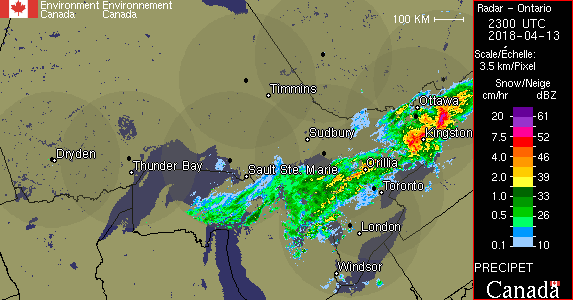 Environment Environnement
Canada Canada
100 KM
Timmins
Ottawa
Sudbury
Kingston
Dryden
Thunder Bay
Sault Ste. Marie
Orillia
Toronto
London
Windsor
Radar - Ontario
2300 UTC
2018-04-13
Scale/Échelle:
3.5 km/Pixel
Snow/Neige
cm/hr dBZ
20 61
7.5 52
4.0 46
2.0 39
1.0 33
0.5 26
0.1 10
PRECIPET
Canada